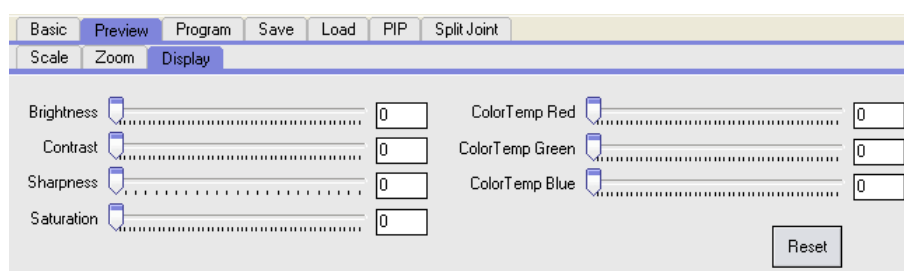 Basic Preview Program Save Load PIP Split Joint
Scale Zoom Display
Brightness 0 ColorTemp Red 0
Contrast 0 ColorTemp Green 0
Sharpness 0 ColorTemp Blue 0
Saturation 0
Reset